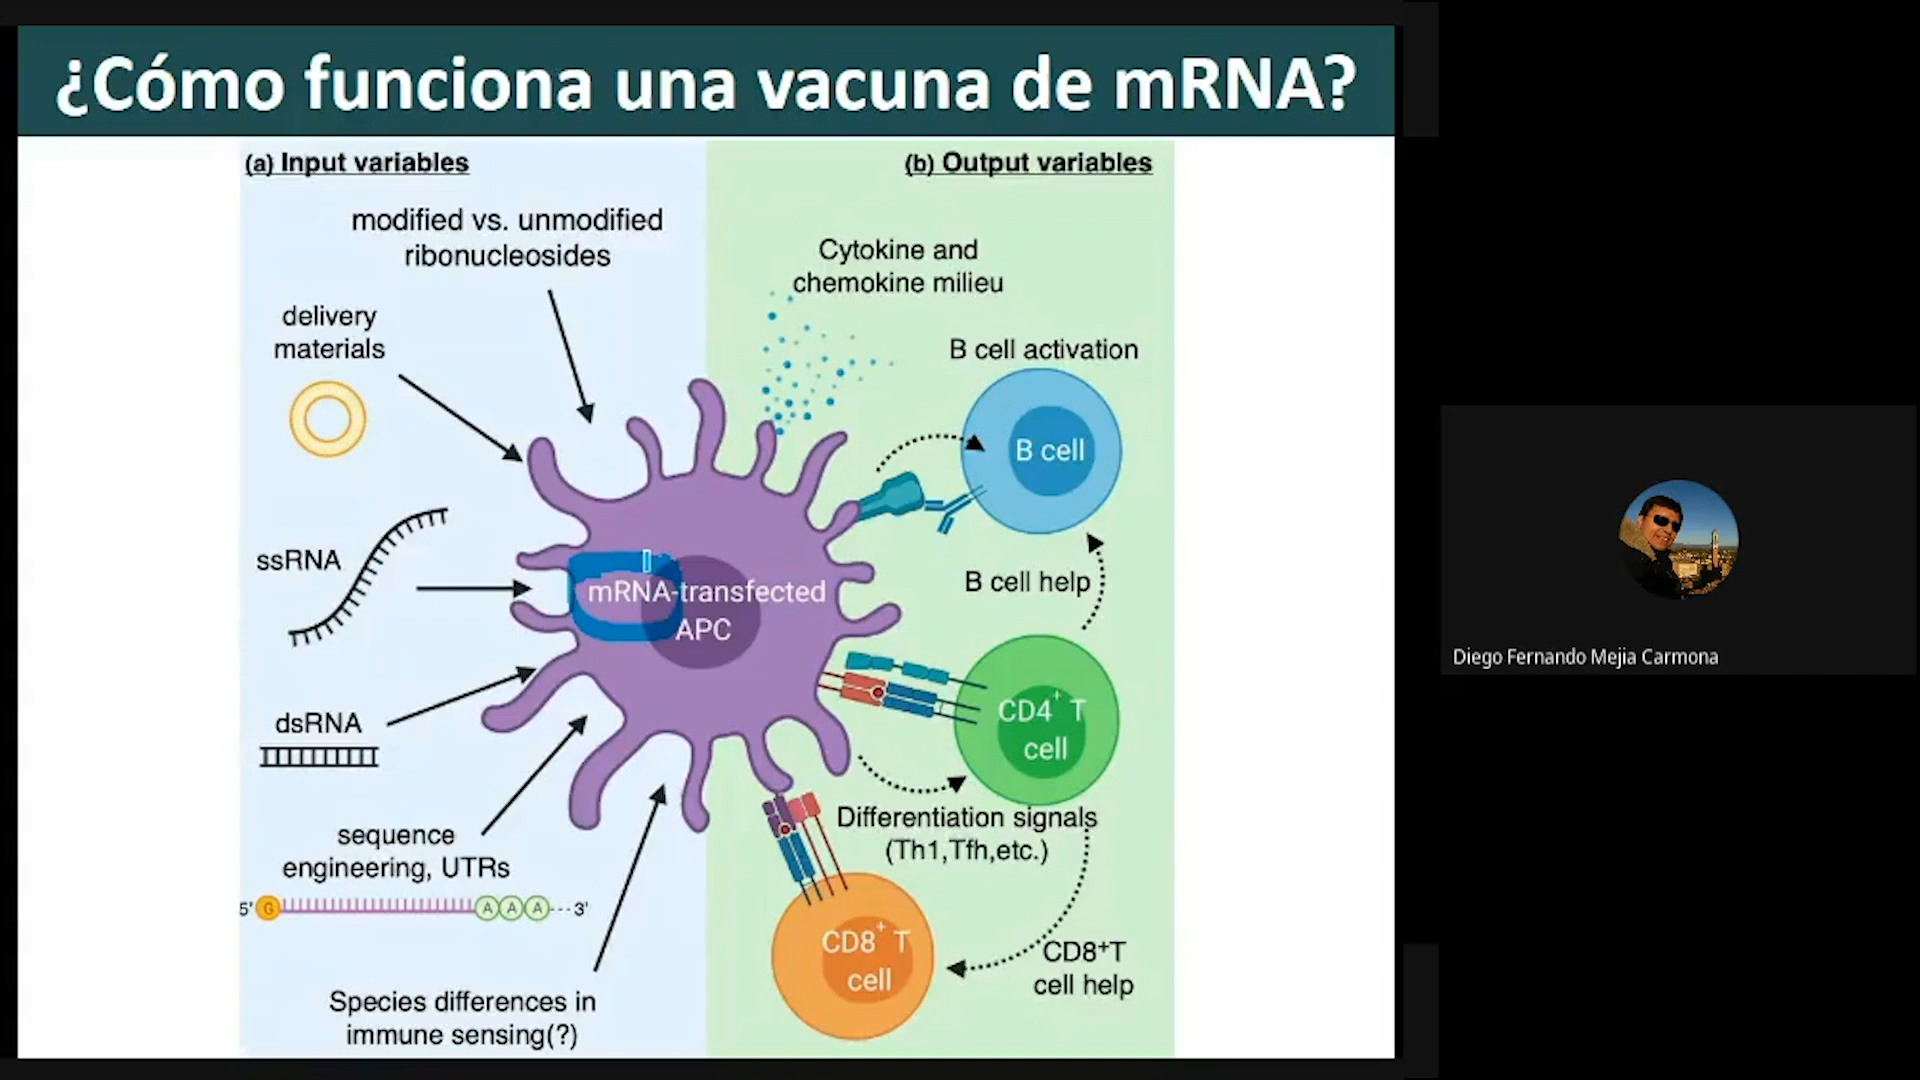 ¿Cómo funciona una vacuna de mRNA?
(a) Input variables
(b) Output variables
modified vs. unmodified
ribonucleosides
Cytokine and
chemokine milieu
delivery
materials
B cell activation
B cell
ssRNA
mRNA-transfected
APC
B cell help
dsRNA
CD4⁺ T
cell
Differentiation signals
(Th1,Tfh,etc.)
sequence
engineering, UTRs
5' G A A A ---3'
CD8⁺ T
cell
CD8⁺T
cell help
Species differences in
immune sensing(?)
Diego Fernando Mejia Carmona